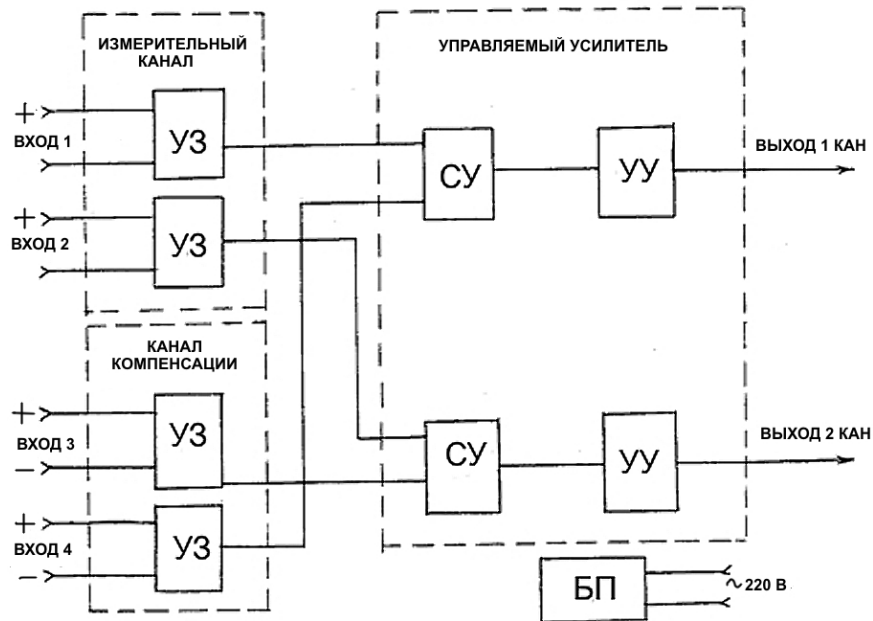 ИЗМЕРИТЕЛЬНЫЙ
КАНАЛ
УПРАВЛЯЕМЫЙ УСИЛИТЕЛЬ
+
ВХОД 1
УЗ
+
ВХОД 2
УЗ
СУ
УУ
ВЫХОД 1 КАН
КАНАЛ
КОМПЕНСАЦИИ
+
ВХОД 3
−
УЗ
+
ВХОД 4
−
УЗ
СУ
УУ
ВЫХОД 2 КАН
БП
~220 В